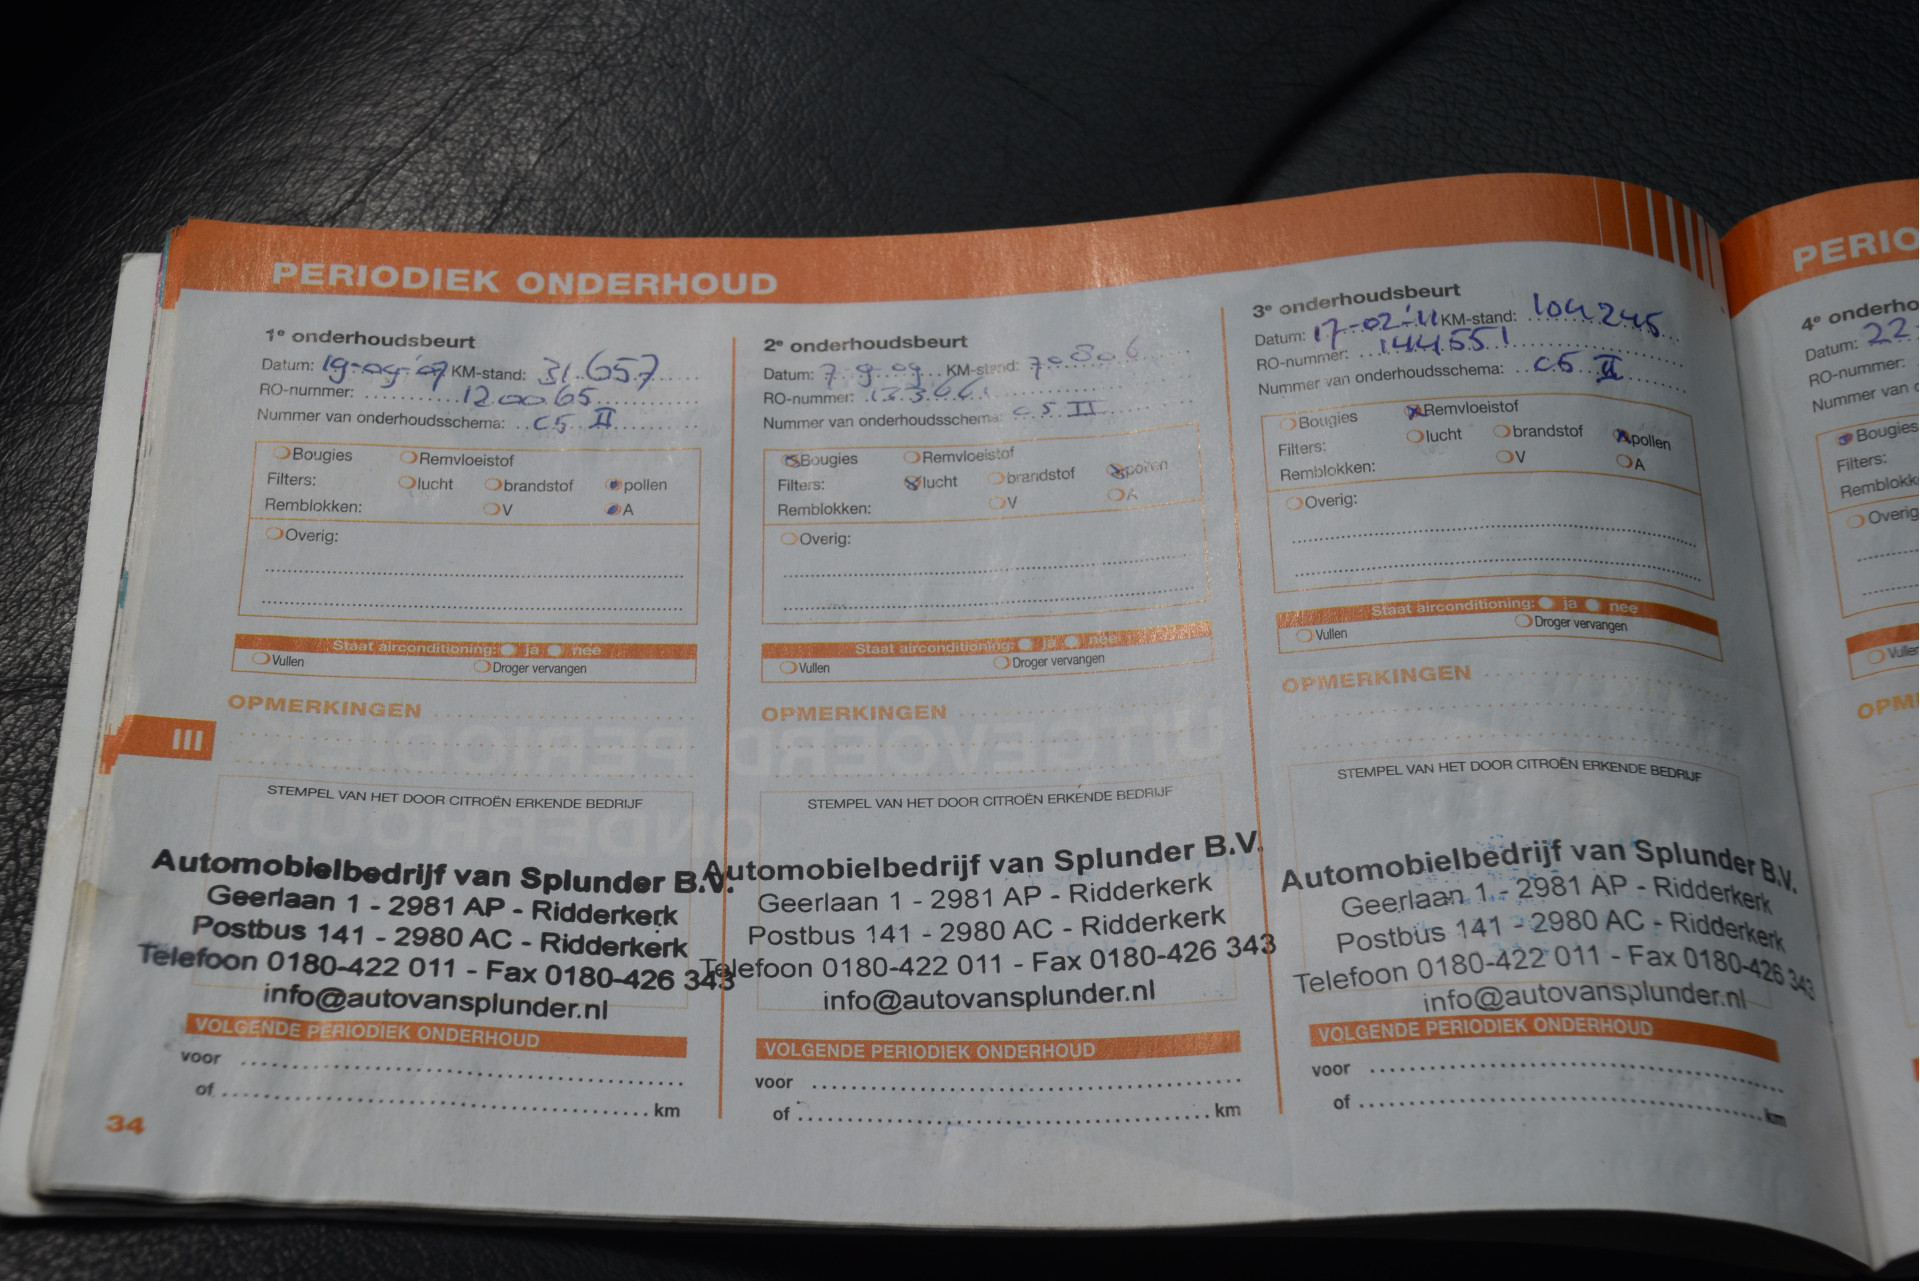 PERIODIEK ONDERHOUD
1e onderhoudsbeurt
Datum: 19-09-'07 KM-stand: 31.657
RO-nummer: 120065
Nummer van onderhoudsschema: C5 II
Bougies Remvloeistof
Filters: lucht brandstof pollen
Remblokken: V A
Overig:
Staat airconditioning: ja nee
Vullen Droger vervangen
OPMERKINGEN
STEMPEL VAN HET DOOR CITROËN ERKENDE BEDRIJF
Automobielbedrijf van Splunder B.V.
Geerlaan 1 - 2981 AP - Ridderkerk
Postbus 141 - 2980 AC - Ridderkerk
Telefoon 0180-422 011 - Fax 0180-426 343
info@autovansplunder.nl
VOLGENDE PERIODIEK ONDERHOUD
voor
of km
2e onderhoudsbeurt
Datum: 7-9-09 KM-stand: 70806
RO-nummer:
Nummer van onderhoudsschema: C5 II
Bougies Remvloeistof
Filters: lucht brandstof pollen
Remblokken: V A
Overig:
Staat airconditioning: ja nee
Vullen Droger vervangen
OPMERKINGEN
STEMPEL VAN HET DOOR CITROËN ERKENDE BEDRIJF
Automobielbedrijf van Splunder B.V.
Geerlaan 1 - 2981 AP - Ridderkerk
Postbus 141 - 2980 AC - Ridderkerk
Telefoon 0180-422 011 - Fax 0180-426 343
info@autovansplunder.nl
VOLGENDE PERIODIEK ONDERHOUD
voor
of km
3e onderhoudsbeurt
Datum: 17-02-'11 KM-stand: 104245
RO-nummer: 144551
Nummer van onderhoudsschema: C5 II
Bougies Remvloeistof
Filters: lucht brandstof pollen
Remblokken: V A
Overig:
Staat airconditioning: ja nee
Vullen Droger vervangen
OPMERKINGEN
STEMPEL VAN HET DOOR CITROËN ERKENDE BEDRIJF
Automobielbedrijf van Splunder B.V.
Geerlaan 1 - 2981 AP - Ridderkerk
Postbus 141 - 2980 AC - Ridderkerk
Telefoon 0180-422 011 - Fax 0180-426 343
info@autovansplunder.nl
VOLGENDE PERIODIEK ONDERHOUD
voor
of km
34
III
PERIO
4e onderho
Datum: 22-
RO-nummer:
Nummer van o
Bougies
Filters:
Remblokk
Overig
Vuller
OPM